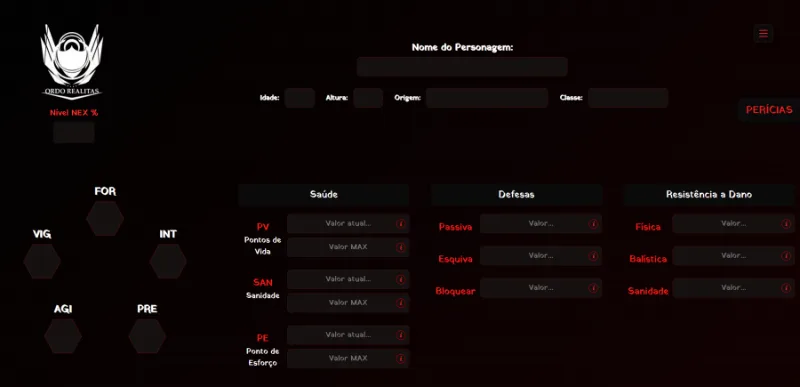 ORDO REALITAS
Nível NEX %
Nome do Personagem:
Idade:
Altura:
Origem:
Classe:
PERÍCIAS
FOR
VIG
INT
AGI
PRE
Saúde
PV
Pontos de
Vida
Valor atual...
Valor MAX
SAN
Sanidade
Valor atual...
Valor MAX
PE
Ponto de
Esforço
Valor atual...
Valor MAX
Defesas
Passiva
Valor...
Esquiva
Valor...
Bloquear
Valor...
Resistência a Dano
Física
Valor...
Balística
Valor...
Sanidade
Valor...